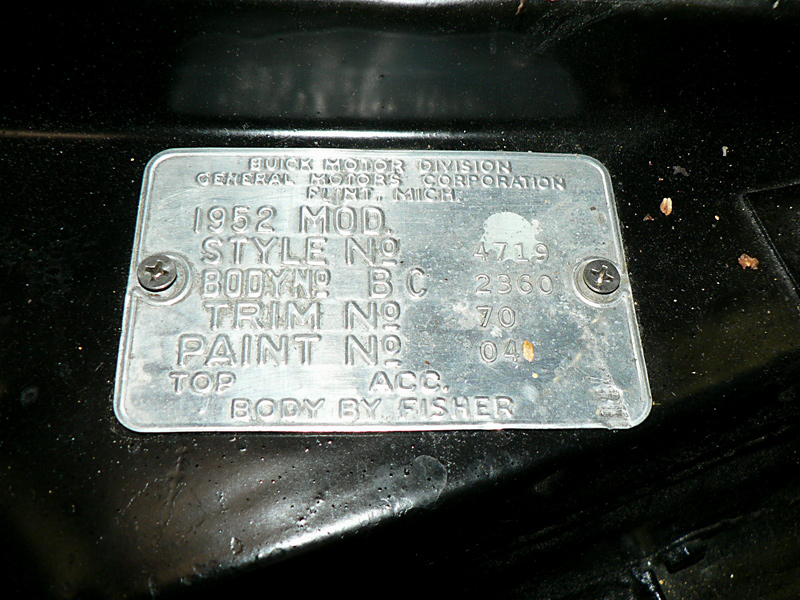 BUICK MOTOR DIVISION
GENERAL MOTORS CORPORATION
FLINT, MICH.
1952 MOD.
STYLE Nº 4719
BODY Nº B C 2360
TRIM Nº 70
PAINT Nº 04
TOP ACC.
BODY BY FISHER